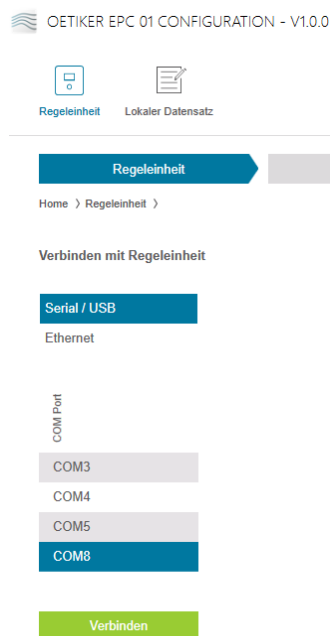 OETIKER EPC 01 CONFIGURATION - V1.0.0
Regeleinheit Lokaler Datensatz
Regeleinheit
Home > Regeleinheit >
Verbinden mit Regeleinheit
Serial / USB
Ethernet
COM Port
COM3
COM4
COM5
COM8
Verbinden